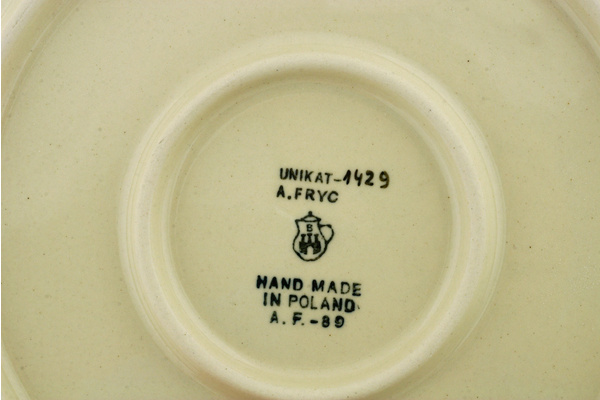 UNIKAT-1429
A.FRYC
B
HAND MADE
IN POLAND
A. F. -89